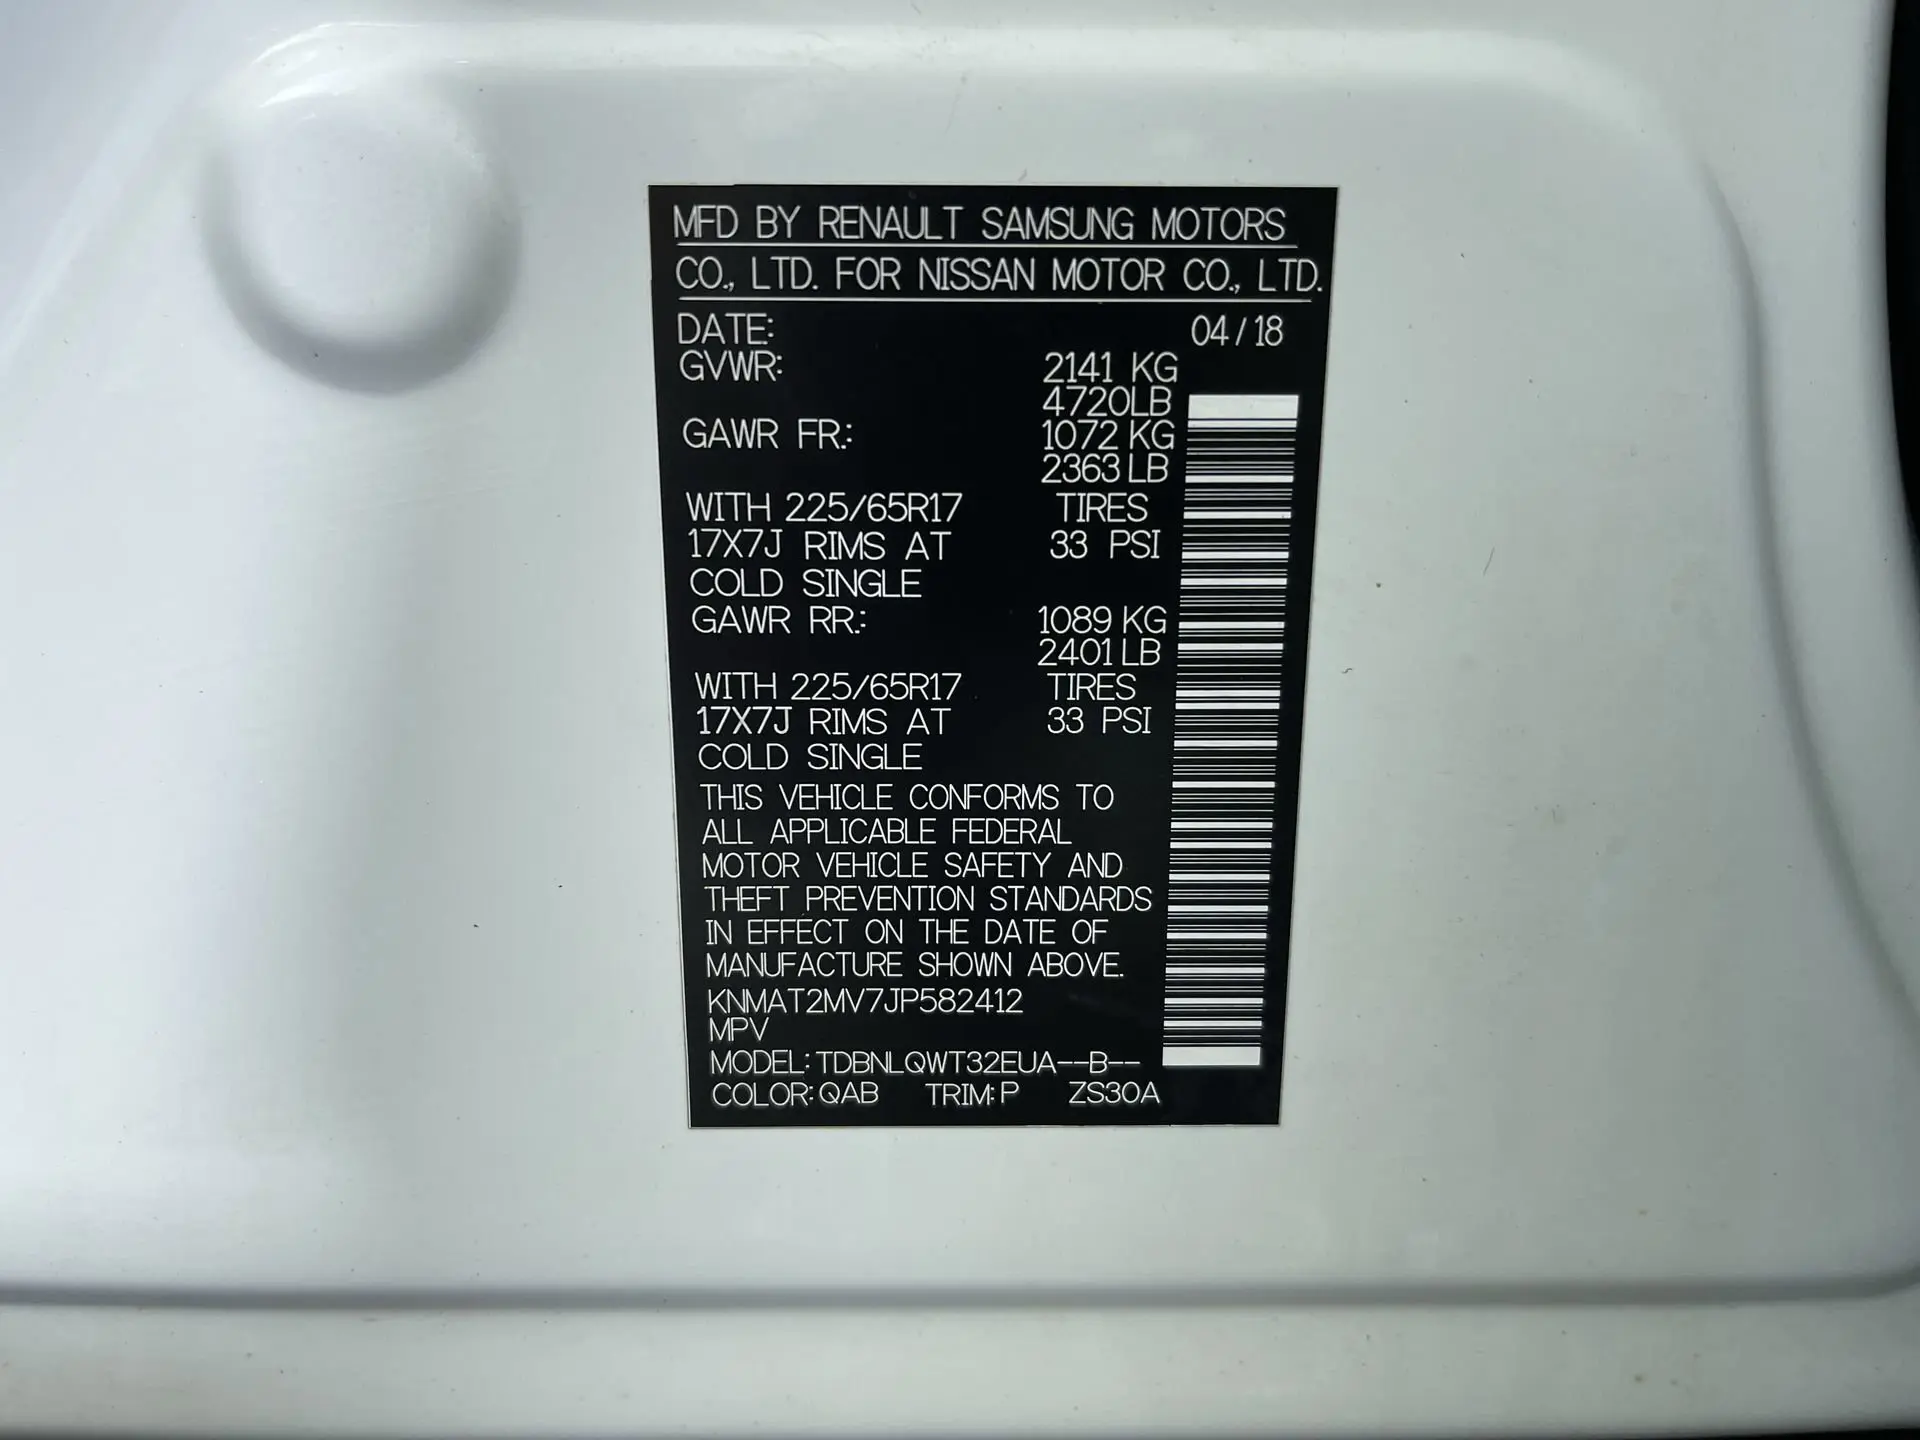 MFD BY RENAULT SAMSUNG MOTORS
CO., LTD. FOR NISSAN MOTOR CO., LTD.
DATE: 04/18
GVWR: 2141 KG
4720LB
GAWR FR.: 1072 KG
2363 LB
WITH 225/65R17 TIRES
17X7J RIMS AT 33 PSI
COLD SINGLE
GAWR RR.: 1089 KG
2401 LB
WITH 225/65R17 TIRES
17X7J RIMS AT 33 PSI
COLD SINGLE
THIS VEHICLE CONFORMS TO
ALL APPLICABLE FEDERAL
MOTOR VEHICLE SAFETY AND
THEFT PREVENTION STANDARDS
IN EFFECT ON THE DATE OF
MANUFACTURE SHOWN ABOVE.
KNMAT2MV7JP582412
MPV
MODEL: TDBNLQWT32EUA--B--
COLOR: QAB TRIM: P ZS30A